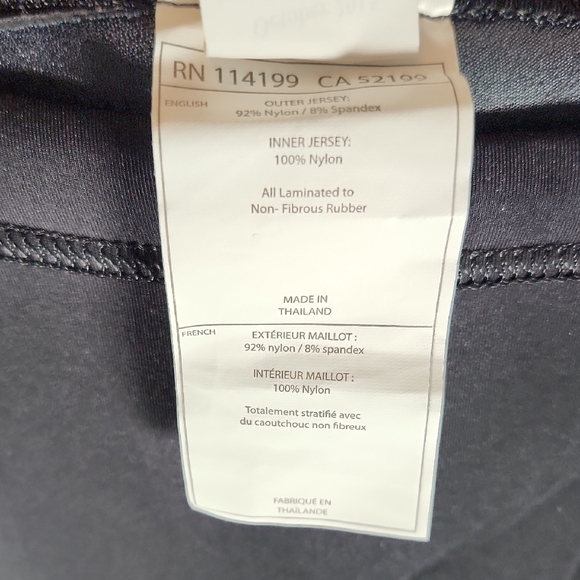 RN 114199 CA 52109
ENGLISH
OUTER JERSEY:
92% Nylon / 8% Spandex
INNER JERSEY:
100% Nylon
All Laminated to
Non- Fibrous Rubber
MADE IN
THAILAND
FRENCH
EXTÉRIEUR MAILLOT :
92% nylon / 8% spandex
INTÉRIEUR MAILLOT :
100% Nylon
Totalement stratifié avec
du caoutchouc non fibreux
FABRIQUÉ EN
THAÏLANDE